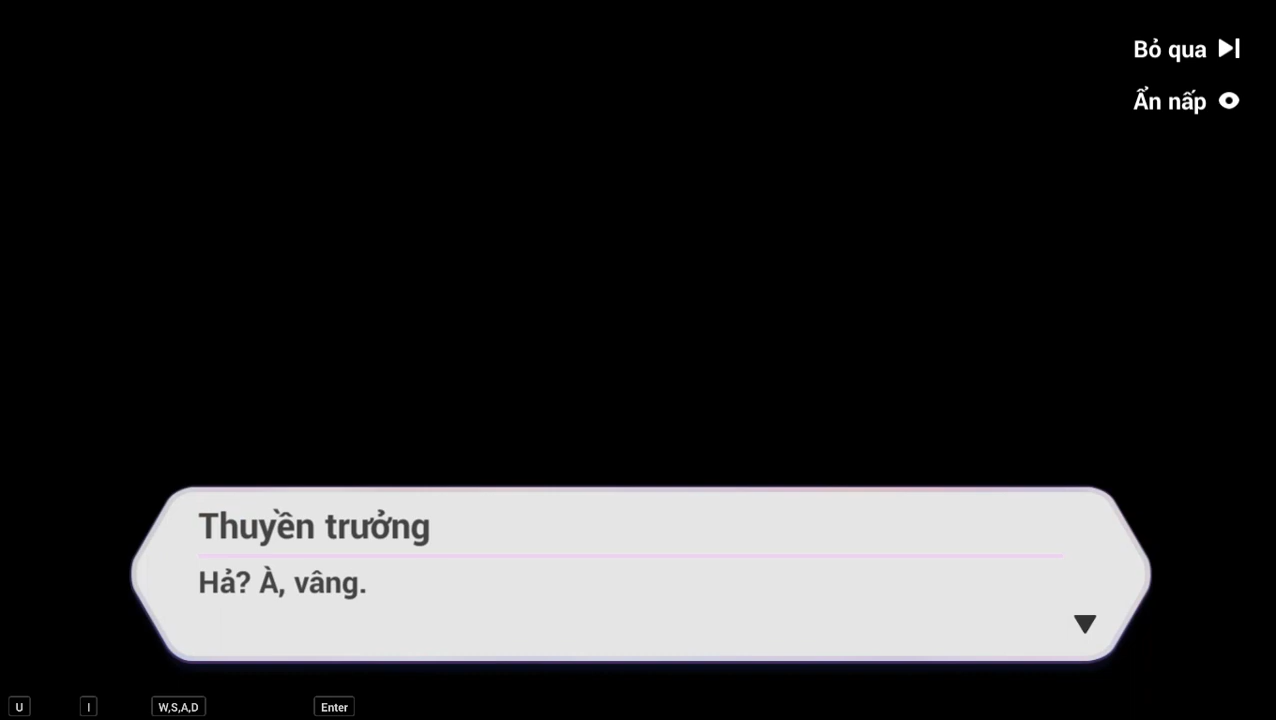 Bỏ qua
Ẩn nấp
Thuyền trưởng
Hả? À, vâng.
U I W,S,A,D Enter